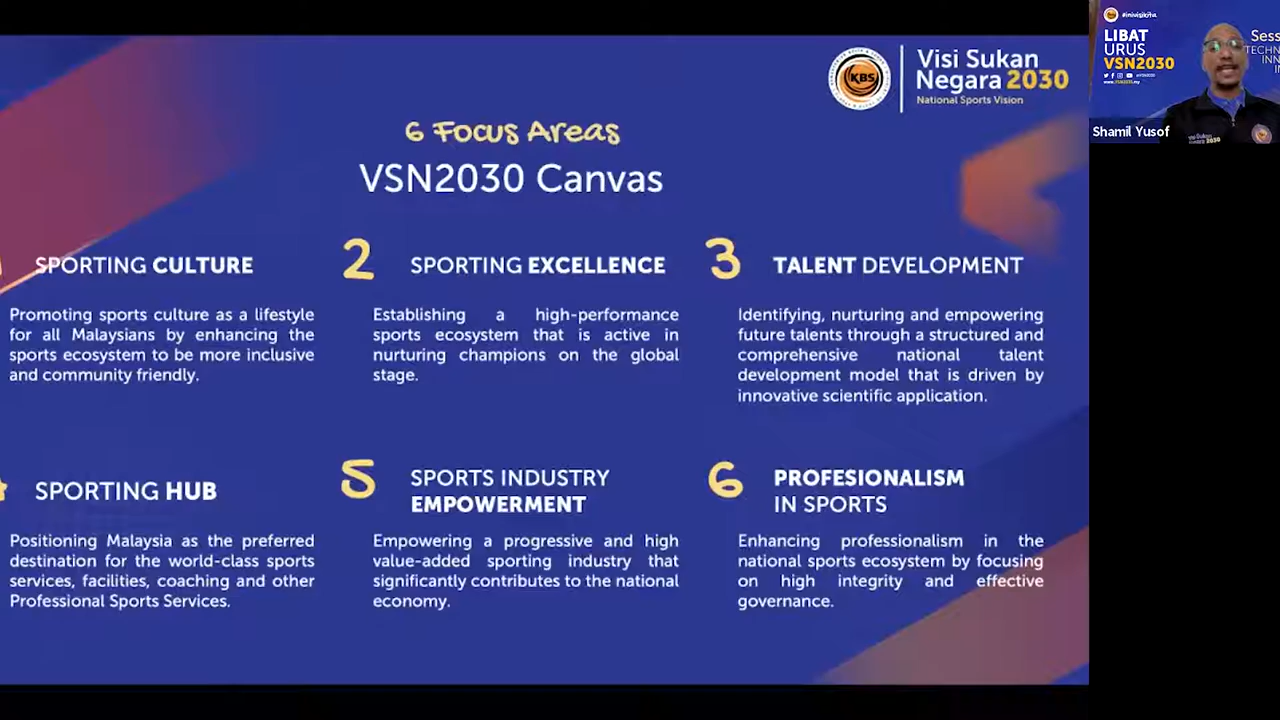 Visi Sukan
Negara 2030
National Sports Vision
KBS
6 Focus Areas
VSN2030 Canvas
SPORTING CULTURE
Promoting sports culture as a lifestyle
for all Malaysians by enhancing the
sports ecosystem to be more inclusive
and community friendly.
2 SPORTING EXCELLENCE
Establishing a high-performance
sports ecosystem that is active in
nurturing champions on the global
stage.
3 TALENT DEVELOPMENT
Identifying, nurturing and empowering
future talents through a structured and
comprehensive national talent
development model that is driven by
innovative scientific application.
SPORTING HUB
Positioning Malaysia as the preferred
destination for the world-class sports
services, facilities, coaching and other
Professional Sports Services.
5 SPORTS INDUSTRY
EMPOWERMENT
Empowering a progressive and high
value-added sporting industry that
significantly contributes to the national
economy.
6 PROFESIONALISM
IN SPORTS
Enhancing professionalism in the
national sports ecosystem by focusing
on high integrity and effective
governance.
LIBAT
URUS
VSN2030
Sess
TECHN
INN
Shamil Yusof